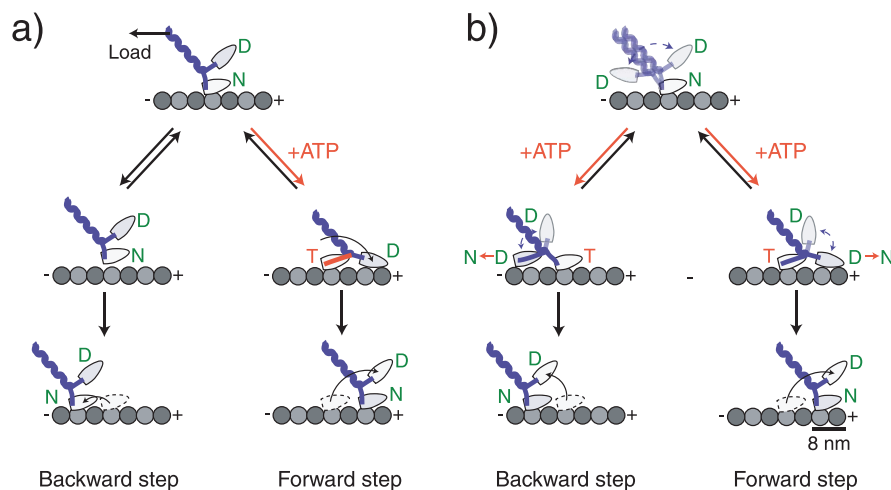 a)
Load
D
N
- +
+ATP
D
N
- +
T D
- +
D
N
- +
D
N
- +
Backward step Forward step
b)
D
D N
- +
+ATP +ATP
D
N ← D T
- +
D
T D → N
- +
D
N
- +
D
N
- +
8 nm
Backward step Forward step